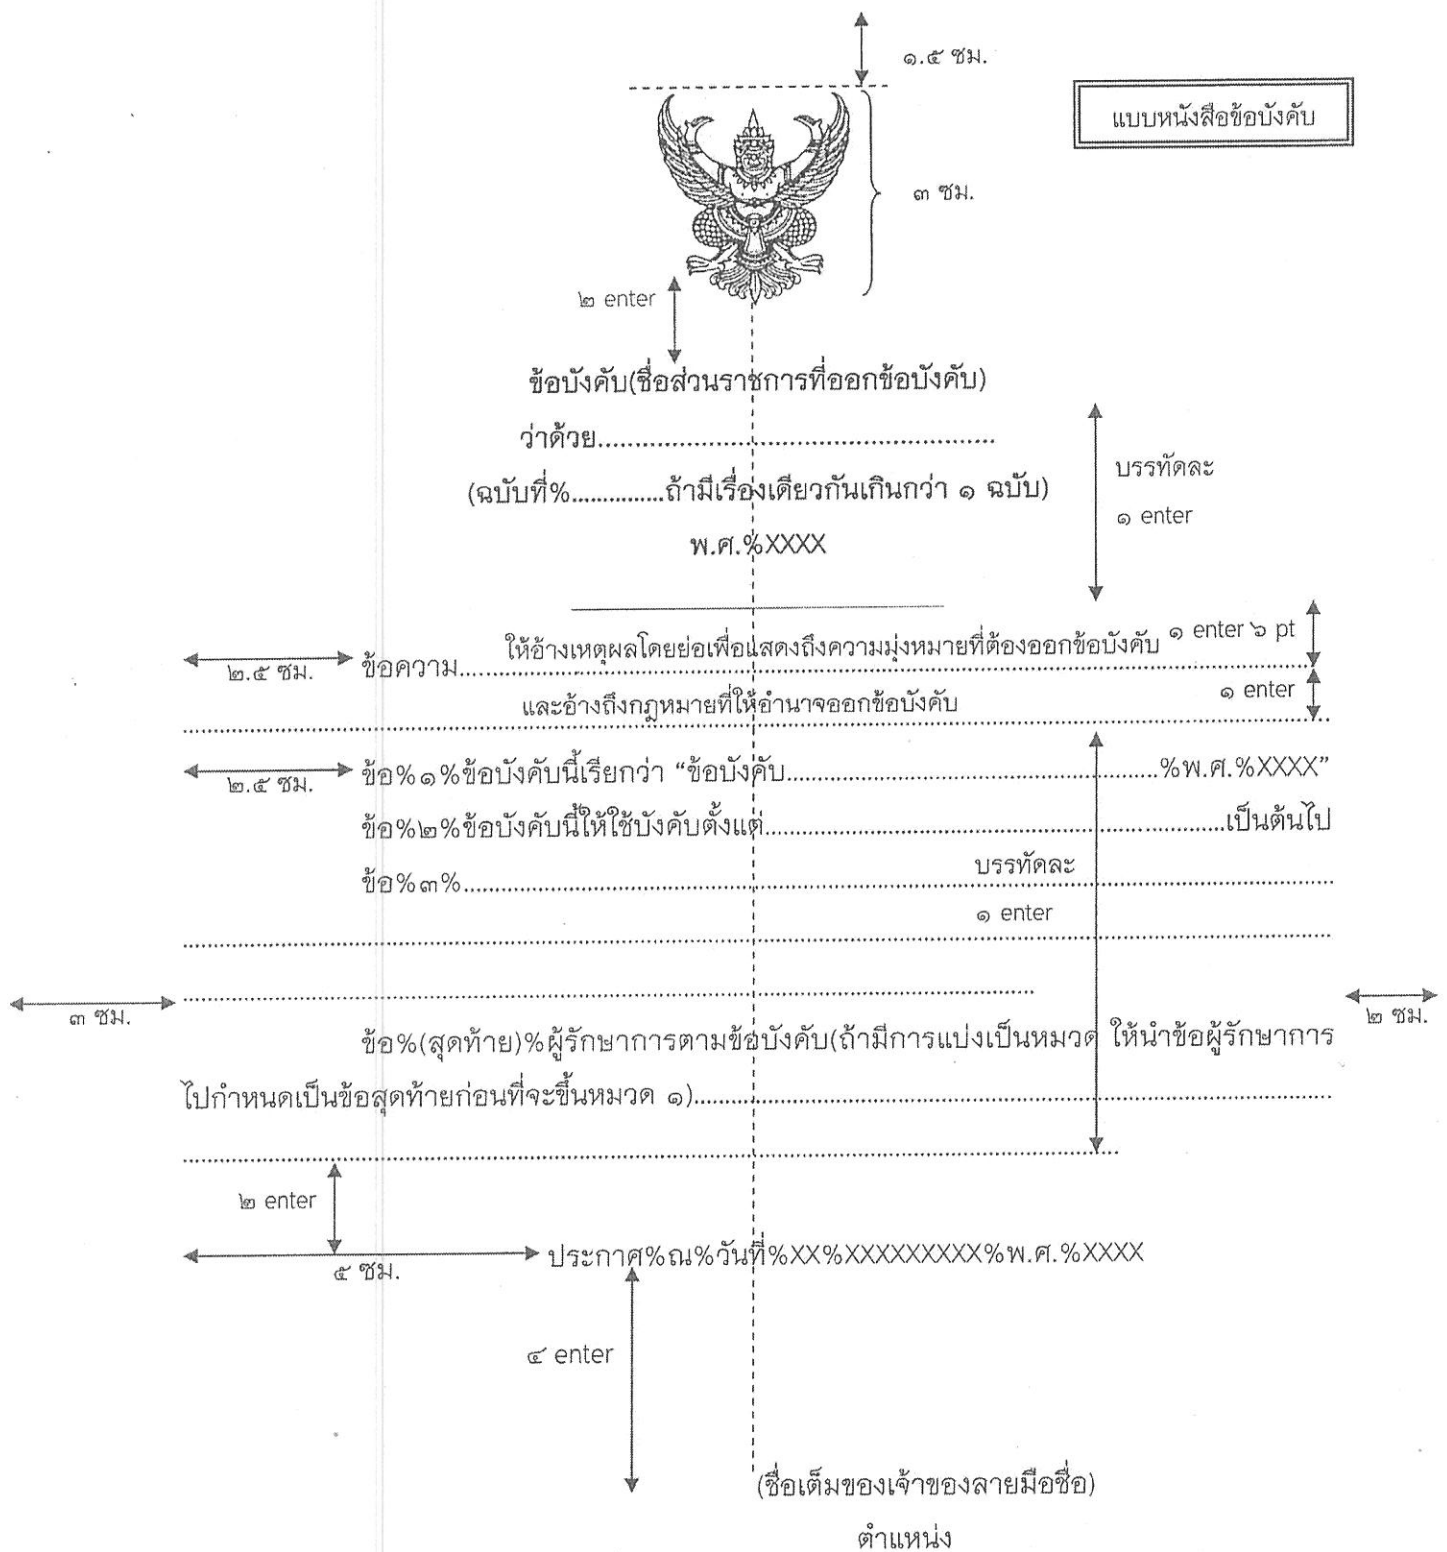 ๑.๕ ซม.
แบบหนังสือข้อบังคับ
๓ ซม.
๒ enter
ข้อบังคับ(ชื่อส่วนราชการที่ออกข้อบังคับ)
ว่าด้วย....................................................
(ฉบับที่%..............ถ้ามีเรื่องเดียวกันเกินกว่า ๑ ฉบับ)
บรรทัดละ
๑ enter
พ.ศ.%XXXX
ให้อ้างเหตุผลโดยย่อเพื่อแสดงถึงความมุ่งหมายที่ต้องออกข้อบังคับ ๑ enter ๖ pt
๒.๕ ซม. ข้อความ....................................................
และอ้างถึงกฎหมายที่ให้อำนาจออกข้อบังคับ ๑ enter
....................................................
๒.๕ ซม. ข้อ%๑%ข้อบังคับนี้เรียกว่า “ข้อบังคับ....................................................%พ.ศ.%XXXX”
ข้อ%๒%ข้อบังคับนี้ให้ใช้บังคับตั้งแต่....................................................เป็นต้นไป
บรรทัดละ
ข้อ%๓%....................................................
๑ enter
....................................................
....................................................
๓ ซม. ๒ ซม.
ข้อ%(สุดท้าย)%ผู้รักษาการตามข้อบังคับ(ถ้ามีการแบ่งเป็นหมวด ให้นำข้อผู้รักษาการ
ไปกำหนดเป็นข้อสุดท้ายก่อนที่จะขึ้นหมวด ๑)....................................................
....................................................
๒ enter
๕ ซม. ประกาศ%ณ%วันที่%XX%XXXXXXXXX%พ.ศ.%XXXX
๔ enter
(ชื่อเต็มของเจ้าของลายมือชื่อ)
ตำแหน่ง